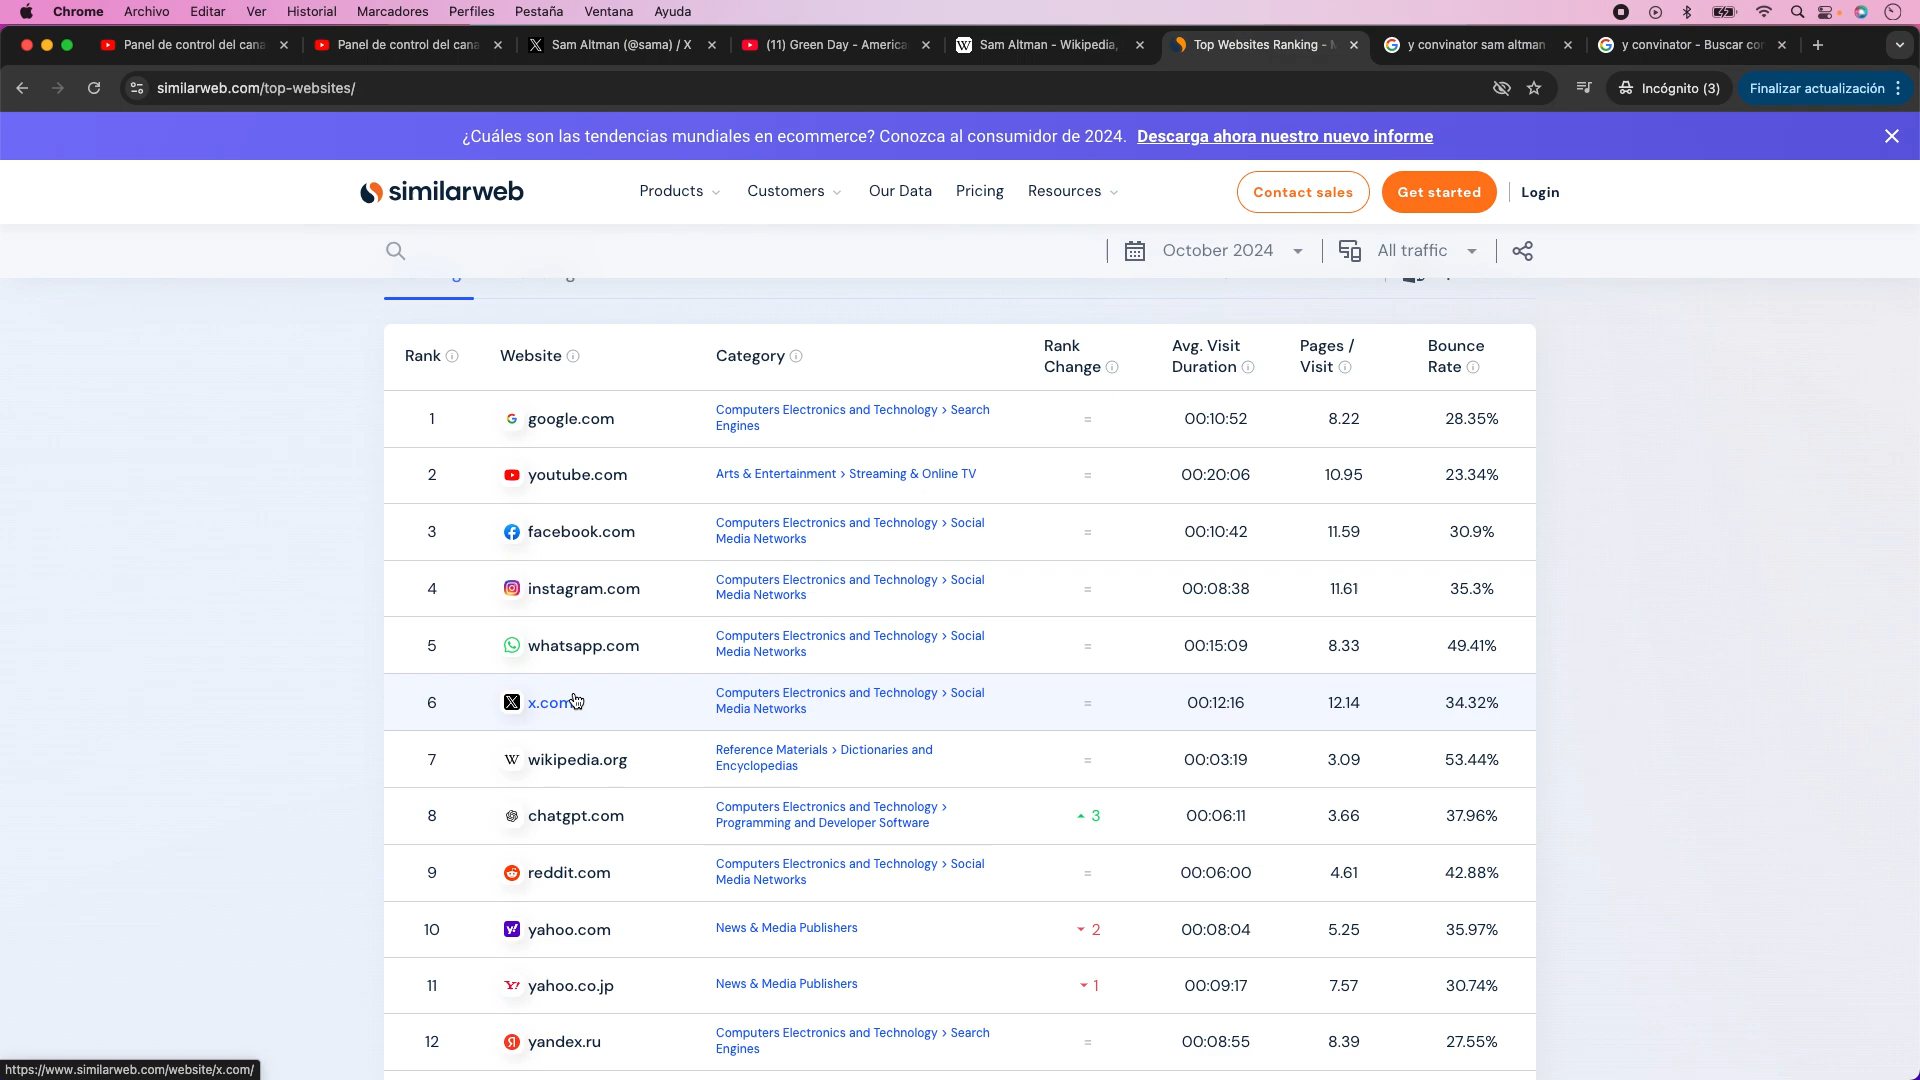 Chrome Archivo Editar Ver Historial Marcadores Perfiles Pestaña Ventana Ayuda
Panel de control del cana Panel de control del cana Sam Altman (@sama) / X (11) Green Day - America Sam Altman - Wikipedia, Top Websites Ranking - y convinator sam altman y convinator - Buscar con
similarweb.com/top-websites/ Incógnito (3) Finalizar actualización
¿Cuáles son las tendencias mundiales en ecommerce? Conozca al consumidor de 2024. Descarga ahora nuestro nuevo informe
similarweb Products Customers Our Data Pricing Resources Contact sales Get started Login
October 2024 All traffic
Rank Website Category Rank Change Avg. Visit Duration Pages / Visit Bounce Rate
1 google.com Computers Electronics and Technology > Search Engines = 00:10:52 8.22 28.35%
2 youtube.com Arts & Entertainment > Streaming & Online TV = 00:20:06 10.95 23.34%
3 facebook.com Computers Electronics and Technology > Social Media Networks = 00:10:42 11.59 30.9%
4 instagram.com Computers Electronics and Technology > Social Media Networks = 00:08:38 11.61 35.3%
5 whatsapp.com Computers Electronics and Technology > Social Media Networks = 00:15:09 8.33 49.41%
6 x.com Computers Electronics and Technology > Social Media Networks = 00:12:16 12.14 34.32%
7 wikipedia.org Reference Materials > Dictionaries and Encyclopedias = 00:03:19 3.09 53.44%
8 chatgpt.com Computers Electronics and Technology > Programming and Developer Software 3 00:06:11 3.66 37.96%
9 reddit.com Computers Electronics and Technology > Social Media Networks = 00:06:00 4.61 42.88%
10 yahoo.com News & Media Publishers 2 00:08:04 5.25 35.97%
11 yahoo.co.jp News & Media Publishers 1 00:09:17 7.57 30.74%
12 yandex.ru Computers Electronics and Technology > Search Engines = 00:08:55 8.39 27.55%
https://www.similarweb.com/website/x.com/